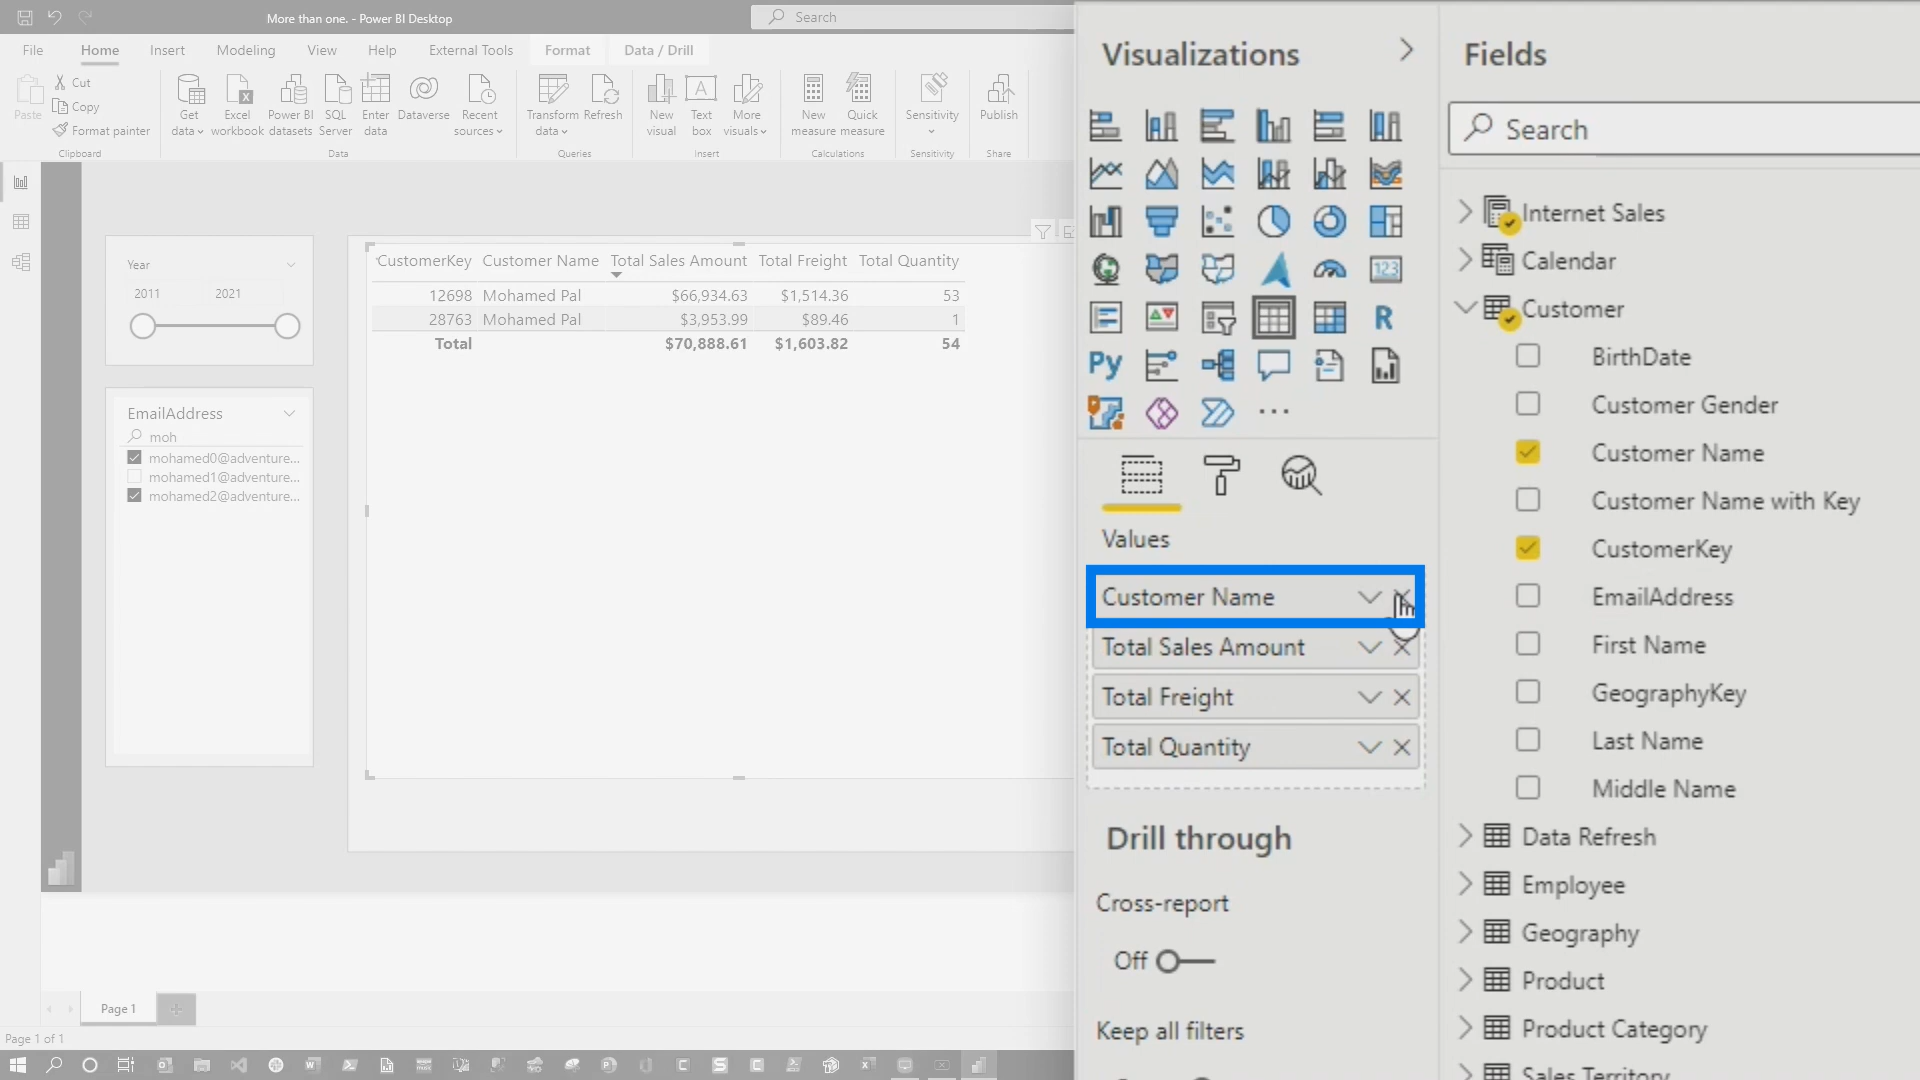 More than one. - Power BI Desktop
Search
File Home Insert Modeling View Help External Tools Format Data / Drill
Paste
Cut
Copy
Format painter
Clipboard
Get data
Excel workbook
Power BI datasets
SQL Server
Enter data
Dataverse
Recent sources
Data
Transform data
Refresh
Queries
New visual
Text box
More visuals
Insert
New measure
Quick measure
Calculations
Sensitivity
Sensitivity
Publish
Share
Year
2011 2021
EmailAddress
moh
mohamed0@adventure...
mohamed1@adventure...
mohamed2@adventure...
CustomerKey Customer Name Total Sales Amount Total Freight Total Quantity
12698 Mohamed Pal $66,934.63 $1,514.36 53
28763 Mohamed Pal $3,953.99 $89.46 1
Total $70,888.61 $1,603.82 54
Page 1
Page 1 of 1
Visualizations
123
R
Py
Values
Customer Name
Total Sales Amount
Total Freight
Total Quantity
Drill through
Cross-report
Off
Keep all filters
Fields
Search
Internet Sales
Calendar
Customer
BirthDate
Customer Gender
Customer Name
Customer Name with Key
CustomerKey
EmailAddress
First Name
GeographyKey
Last Name
Middle Name
Data Refresh
Employee
Geography
Product
Product Category
Sales Territory